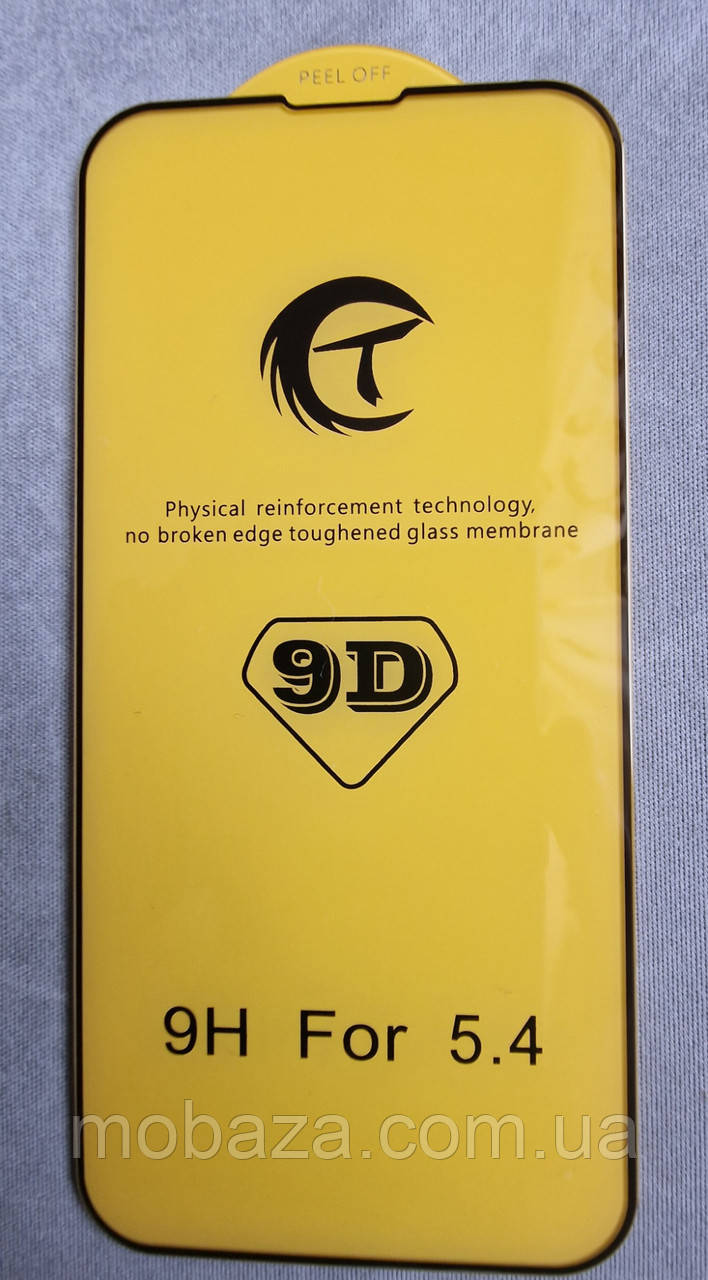 PEEL OFF
T
Physical reinforcement technology,
no broken edge toughened glass membrane
9D
9H For 5.4
mobaza.com.ua